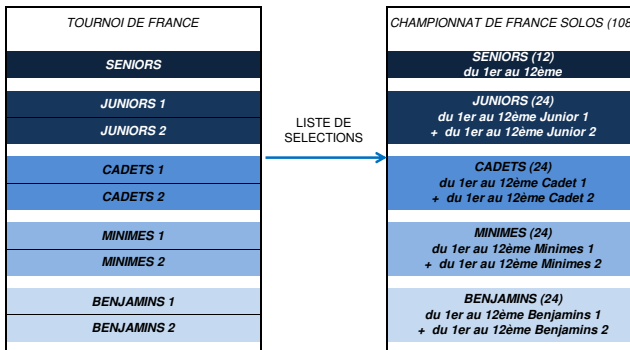 TOURNOI DE FRANCE
SENIORS
JUNIORS 1
JUNIORS 2
CADETS 1
CADETS 2
MINIMES 1
MINIMES 2
BENJAMINS 1
BENJAMINS 2
LISTE DE
SELECTIONS
CHAMPIONNAT DE FRANCE SOLOS (108
SENIORS (12)
du 1er au 12ème
JUNIORS (24)
du 1er au 12ème Junior 1
+ du 1er au 12ème Junior 2
CADETS (24)
du 1er au 12ème Cadet 1
+ du 1er au 12ème Cadet 2
MINIMES (24)
du 1er au 12ème Minimes 1
+ du 1er au 12ème Minimes 2
BENJAMINS (24)
du 1er au 12ème Benjamins 1
+ du 1er au 12ème Benjamins 2